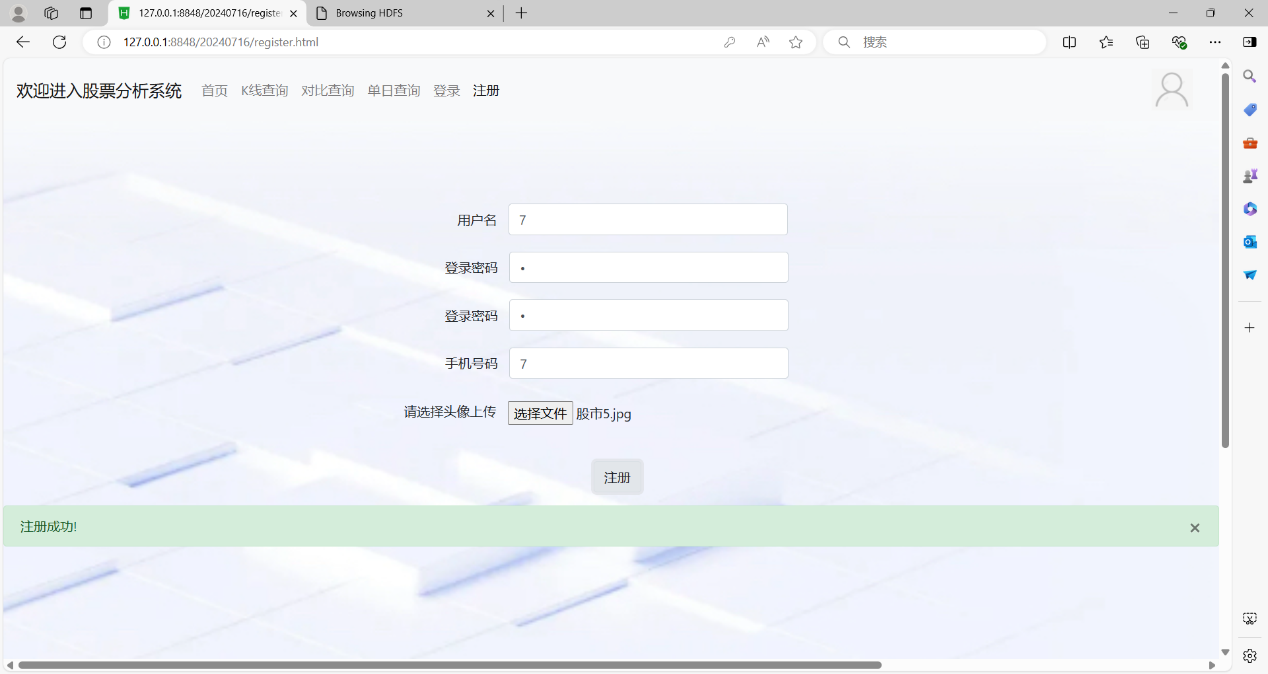 127.0.0.1:8848/20240716/registe
Browsing HDFS
127.0.0.1:8848/20240716/register.html
搜索
欢迎进入股票分析系统 首页 K线查询 对比查询 单日查询 登录 注册
用户名 7
登录密码 •
登录密码 •
手机号码 7
请选择头像上传 选择文件 股市5.jpg
注册
注册成功! ×